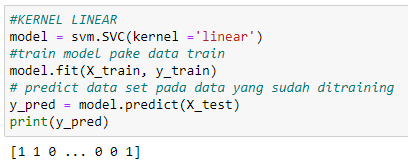 #KERNEL LINEAR
model = svm.SVC(kernel ='linear')
#train model pake data train
model.fit(X_train, y_train)
# predict data set pada data yang sudah ditraining
y_pred = model.predict(X_test)
print(y_pred)
[1 1 0 ... 0 0 1]